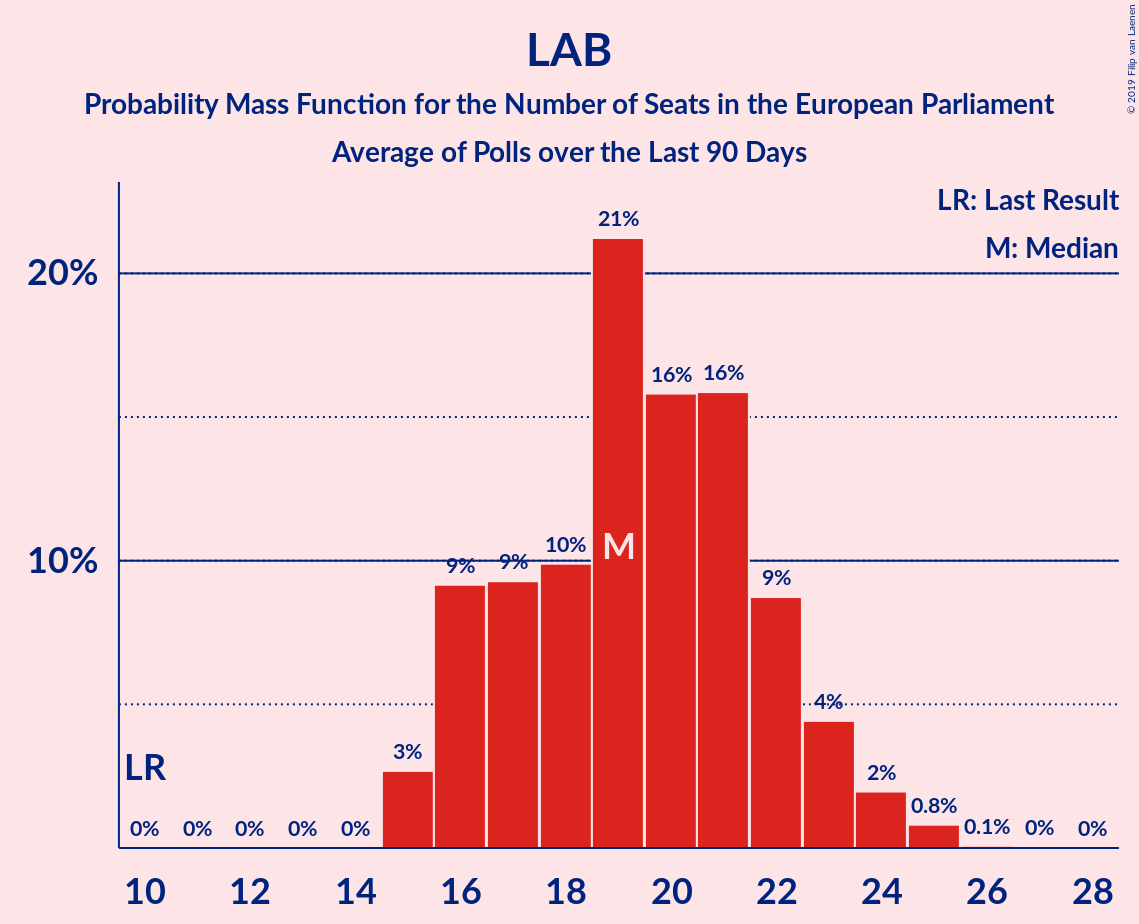 LAB
Probability Mass Function for the Number of Seats in the European Parliament
Average of Polls over the Last 90 Days
© 2019 Filip van Laenen
LR: Last Result
M: Median
20%
10%
21%
16%
16%
10%
9%
9%
9%
4%
3%
2%
0.8%
0.1%
0%
0%
0%
0%
0%
0%
0%
LR
M
10 12 14 16 18 20 22 24 26 28